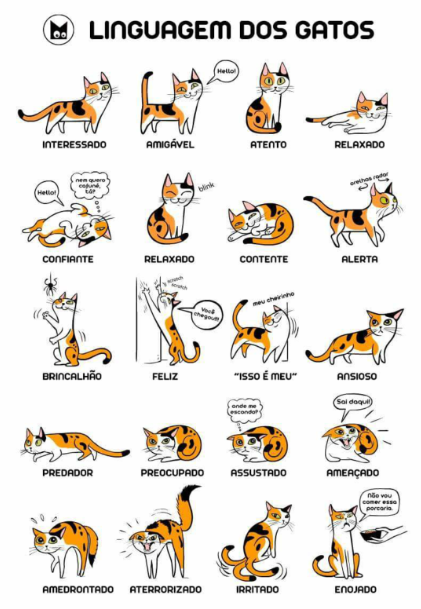 LINGUAGEM DOS GATOS
Hello!
INTERESSADO
AMIGÁVEL
ATENTO
RELAXADO
Hello!
nem quero
cafuné,
tá?
blink
orelhas radar
CONFIANTE
RELAXADO
CONTENTE
ALERTA
scratch
scratch
Você
chegou!!!
meu cheirinho
BRINCALHÃO
FELIZ
"ISSO É MEU"
ANSIOSO
onde me
escondo?
Sai daqui!
PREDADOR
PREOCUPADO
ASSUSTADO
AMEAÇADO
Não vou
comer essa
porcaria.
AMEDRONTADO
ATERRORIZADO
IRRITADO
ENOJADO